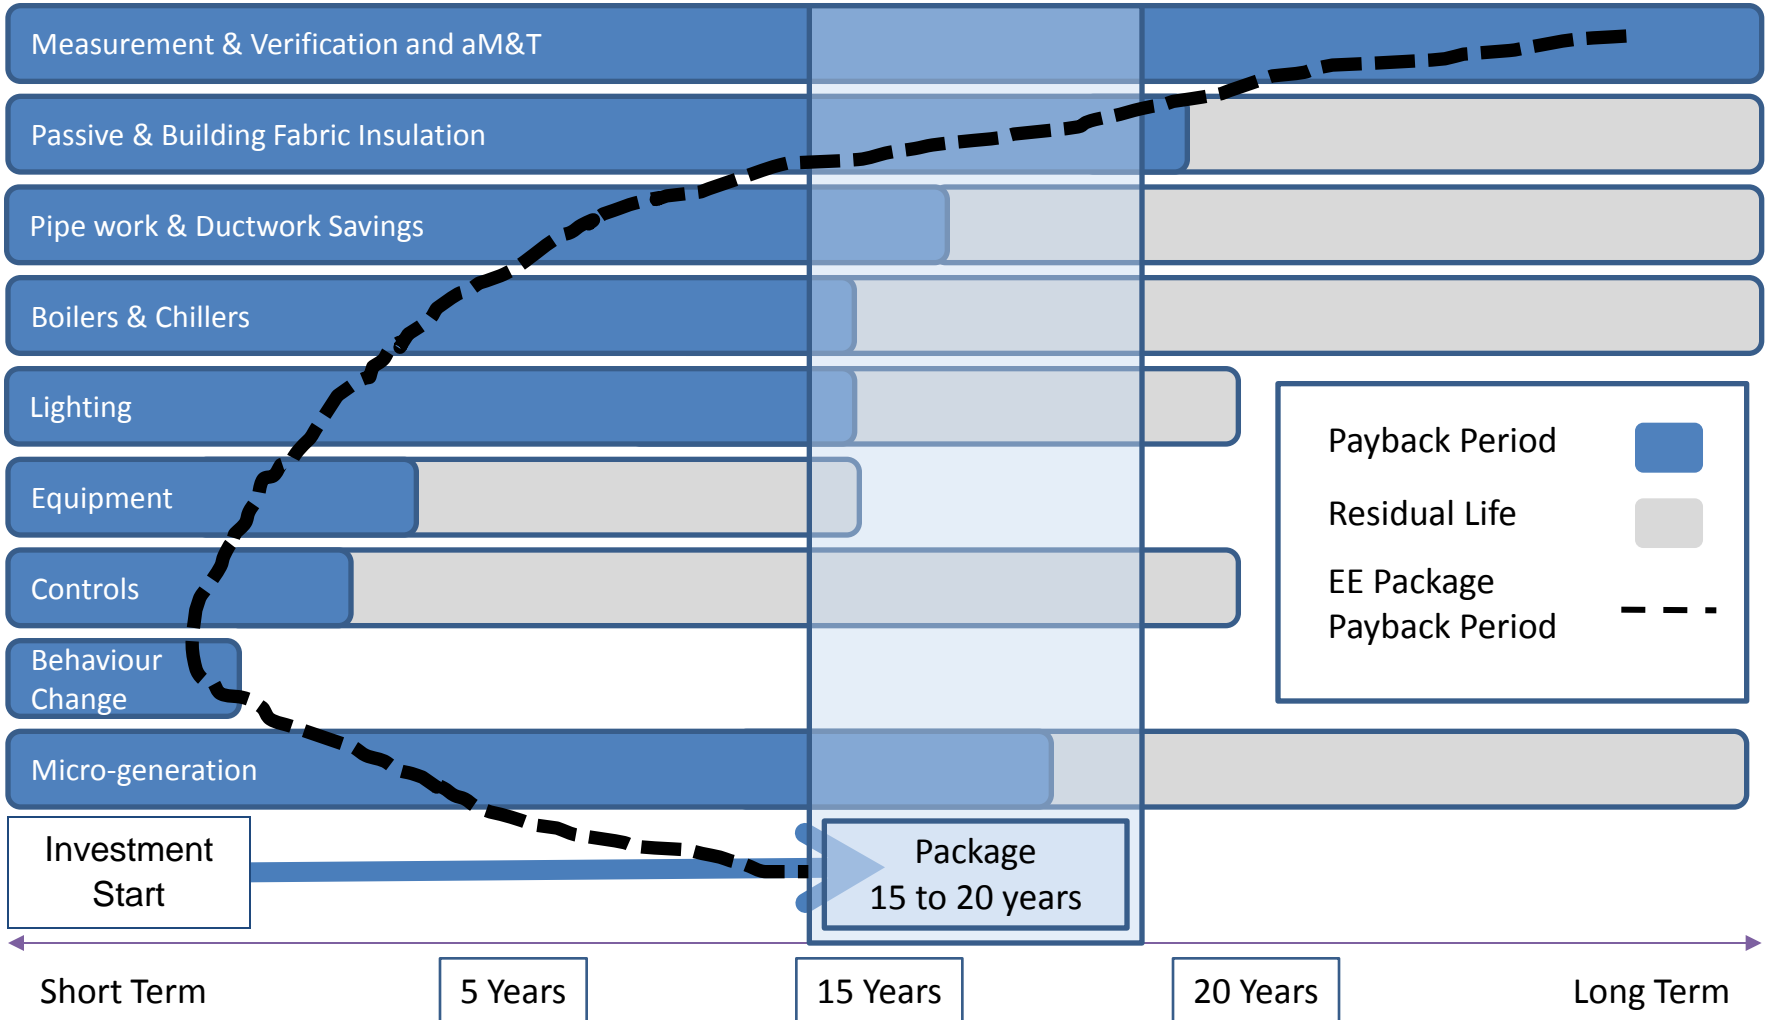 Measurement & Verification and aM&T
Passive & Building Fabric Insulation
Pipe work & Ductwork Savings
Boilers & Chillers
Lighting
Equipment
Controls
Behaviour
Change
Micro-generation
Payback Period
Residual Life
EE Package
Payback Period
Investment
Start
Package
15 to 20 years
Short Term
5 Years
15 Years
20 Years
Long Term